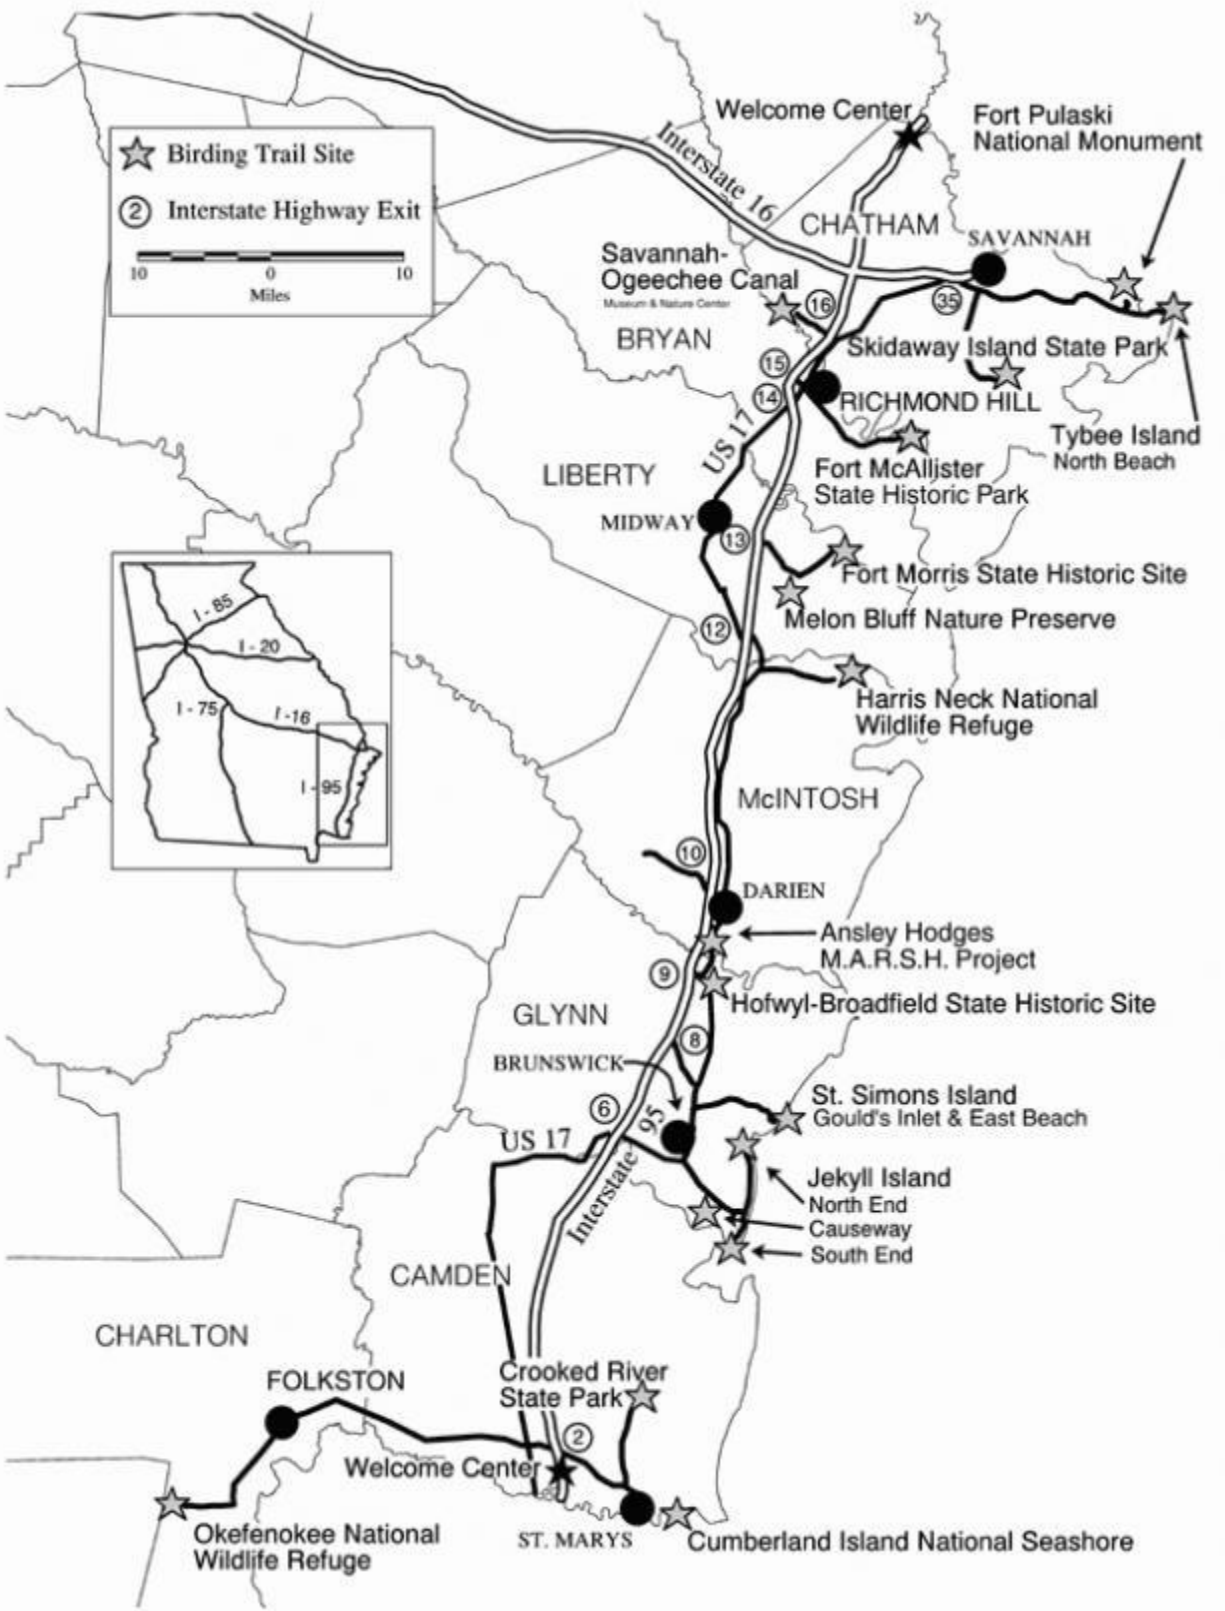 Welcome Center
Fort Pulaski
National Monument
Birding Trail Site
2 Interstate Highway Exit
10 0 10
Miles
Interstate 16
CHATHAM
SAVANNAH
Savannah-
Ogeechee Canal
Museum & Nature Center
16
35
BRYAN
Skidaway Island State Park
15
14
RICHMOND HILL
US 17
Tybee Island
North Beach
LIBERTY
Fort McAllister
State Historic Park
MIDWAY
13
Fort Morris State Historic Site
Melon Bluff Nature Preserve
12
I - 85
I - 20
I - 75
I -16
I - 95
Harris Neck National
Wildlife Refuge
McINTOSH
10
DARIEN
Ansley Hodges
M.A.R.S.H. Project
9
Hofwyl-Broadfield State Historic Site
GLYNN
8
BRUNSWICK
St. Simons Island
Gould's Inlet & East Beach
6
US 17
Interstate 95
Jekyll Island
North End
Causeway
South End
CAMDEN
CHARLTON
Crooked River
State Park
FOLKSTON
2
Welcome Center
Okefenokee National
Wildlife Refuge
ST. MARYS
Cumberland Island National Seashore